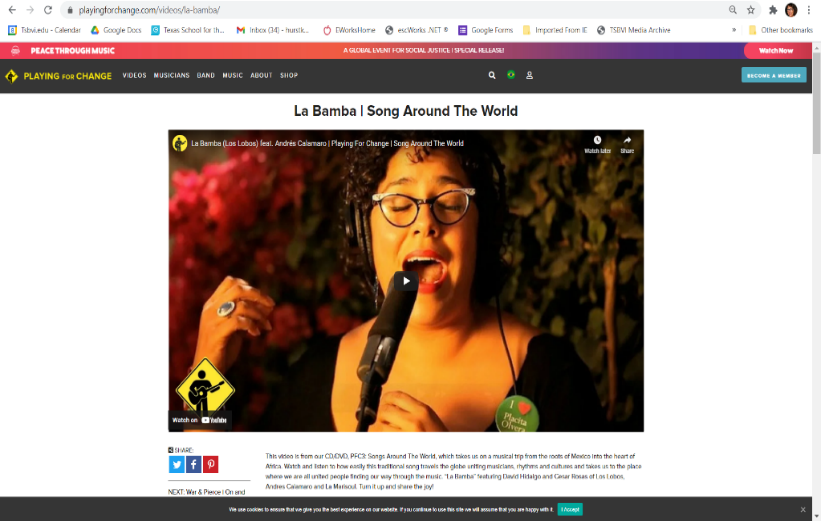 playingforchange.com/videos/la-bamba/
Tsbvi.edu - Calendar Google Docs Texas School for th... Inbox (34) - hurstk... EWorksHome escWorks .NET ® Google Forms Imported From IE TSBVI Media Archive » Other bookmarks
PEACE THROUGH MUSIC A GLOBAL EVENT FOR SOCIAL JUSTICE | SPECIAL RELEASE! Watch Now
PLAYING FOR CHANGE VIDEOS MUSICIANS BAND MUSIC ABOUT SHOP BECOME A MEMBER
La Bamba | Song Around The World
La Bamba (Los Lobos) feat. Andrés Calamaro | Playing For Change | Song Around The World
Watch later Share
I
Placita
Olvera
Watch on YouTube
SHARE:
This video is from our CD/DVD, PFC3: Songs Around The World, which takes us on a musical trip from the roots of Mexico into the heart of
Africa. Watch and listen to how easily this traditional song travels the globe uniting musicians, rhythms and cultures and takes us to the place
where we are all united people finding our way through the music. "La Bamba" featuring David Hidalgo and Cesar Rosas of Los Lobos,
Andres Calamaro and La Marisoul. Turn it up and share the joy!
NEXT: War & Pierce | On and
We use cookies to ensure that we give you the best experience on our website. If you continue to use this site we will assume that you are happy with it. I Accept